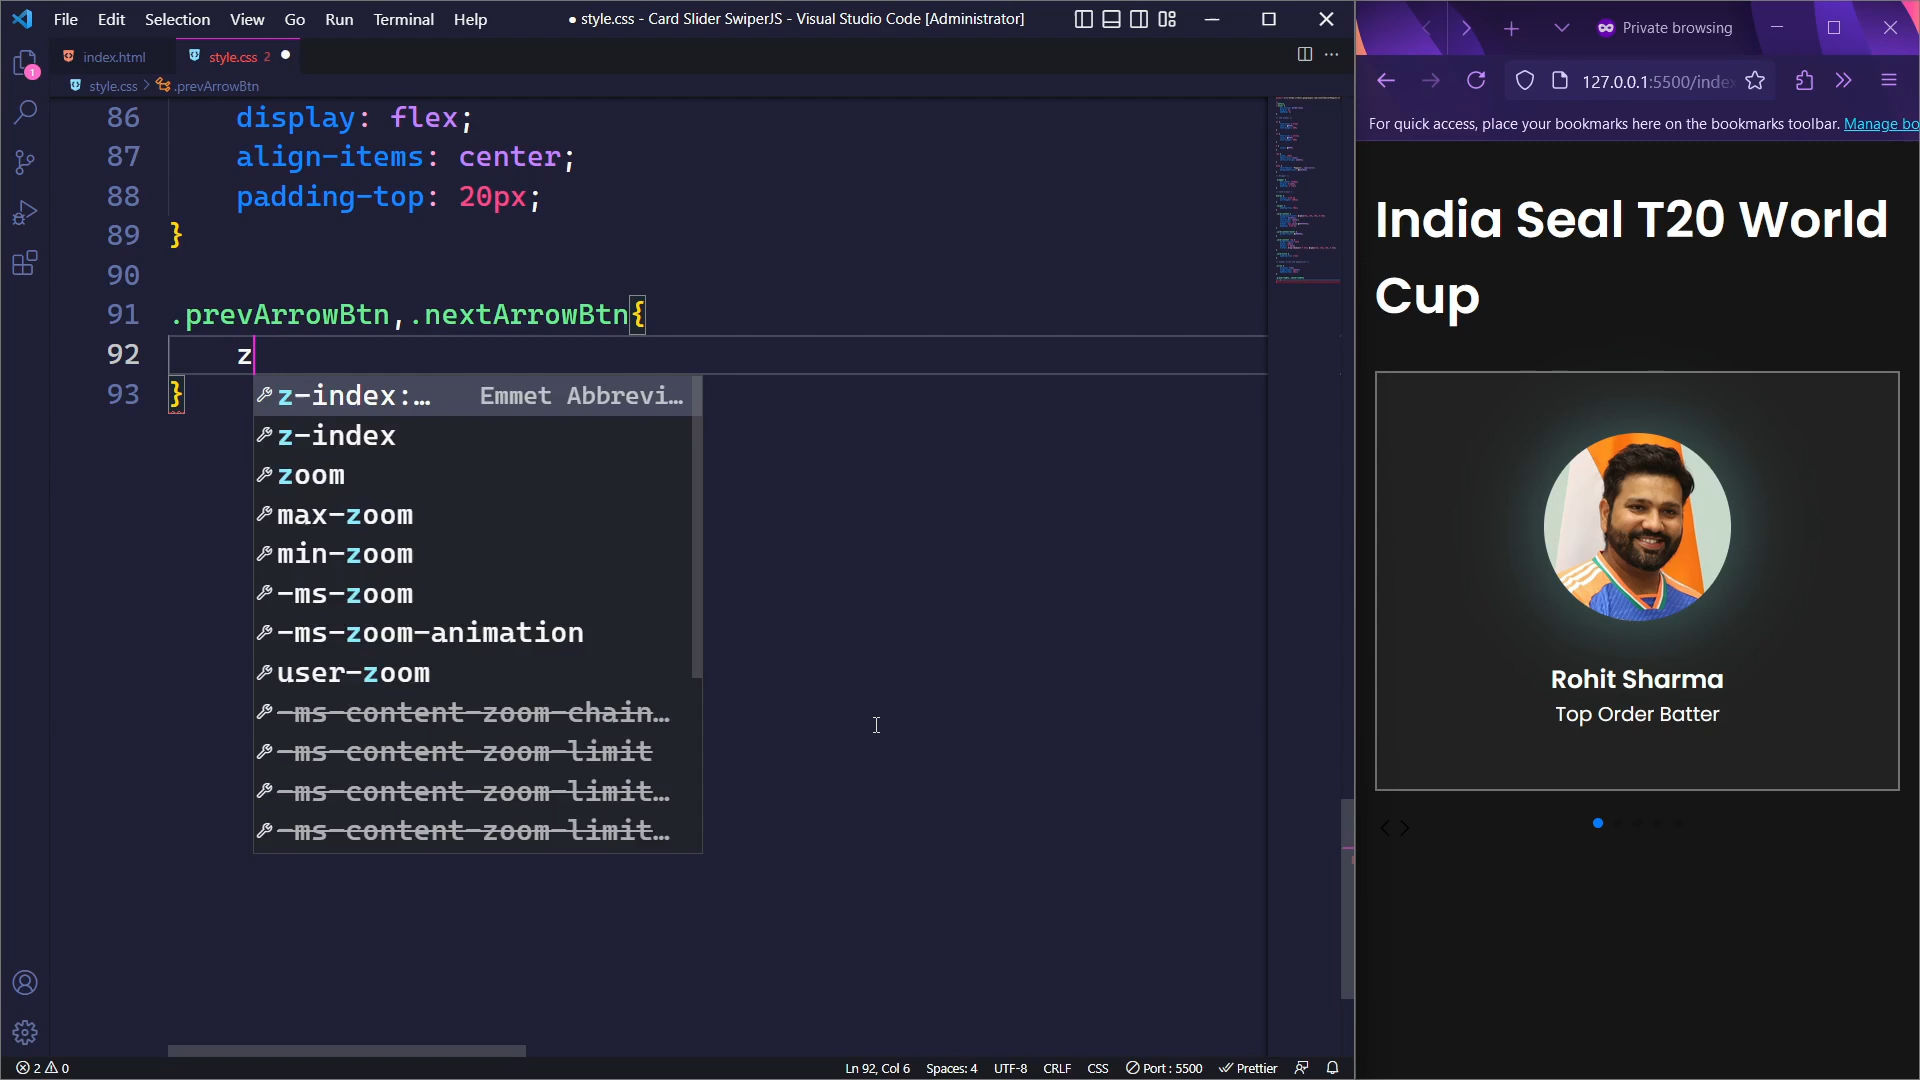 File Edit Selection View Go Run Terminal Help
● style.css - Card Slider SwiperJS - Visual Studio Code [Administrator]
index.html
style.css 2 ●
style.css > .prevArrowBtn
86 display: flex;
87 align-items: center;
88 padding-top: 20px;
89 }
90
91 .prevArrowBtn,.nextArrowBtn{
92 z
93 }
z-index:… Emmet Abbrevi…
z-index
zoom
max-zoom
min-zoom
-ms-zoom
-ms-zoom-animation
user-zoom
-ms-content-zoom-chain…
-ms-content-zoom-limit
-ms-content-zoom-limit…
-ms-content-zoom-limit…
1
2 0
Ln 92, Col 6 Spaces: 4 UTF-8 CRLF CSS Port : 5500 Prettier
Private browsing
127.0.0.1:5500/inde
For quick access, place your bookmarks here on the bookmarks toolbar. Manage bo
India Seal T20 World
Cup
Rohit Sharma
Top Order Batter